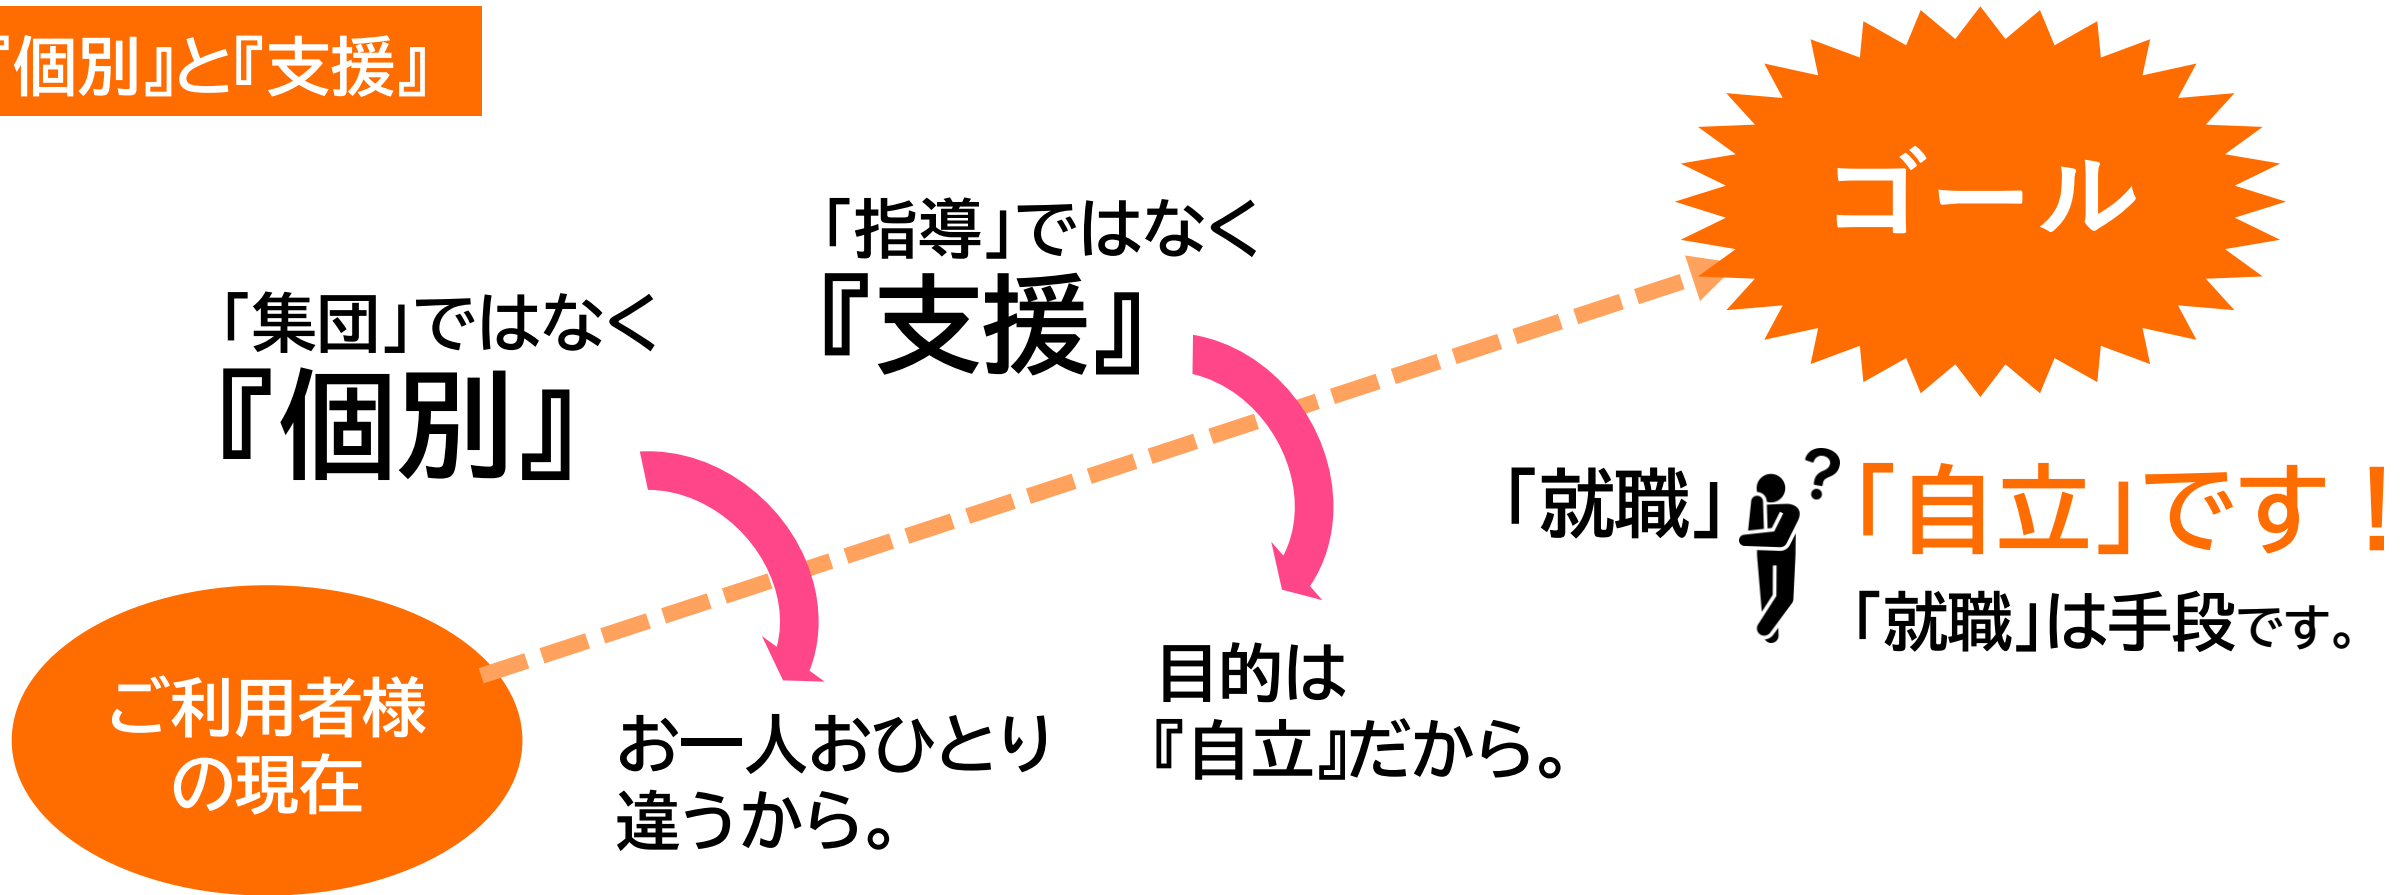 『個別』と『支援』
ゴール
「指導」ではなく
『支援』
「集団」ではなく
『個別』
「就職」
?
「自立」です！
「就職」は手段です。
目的は
『自立』だから。
お一人おひとり
違うから。
ご利用者様
の現在